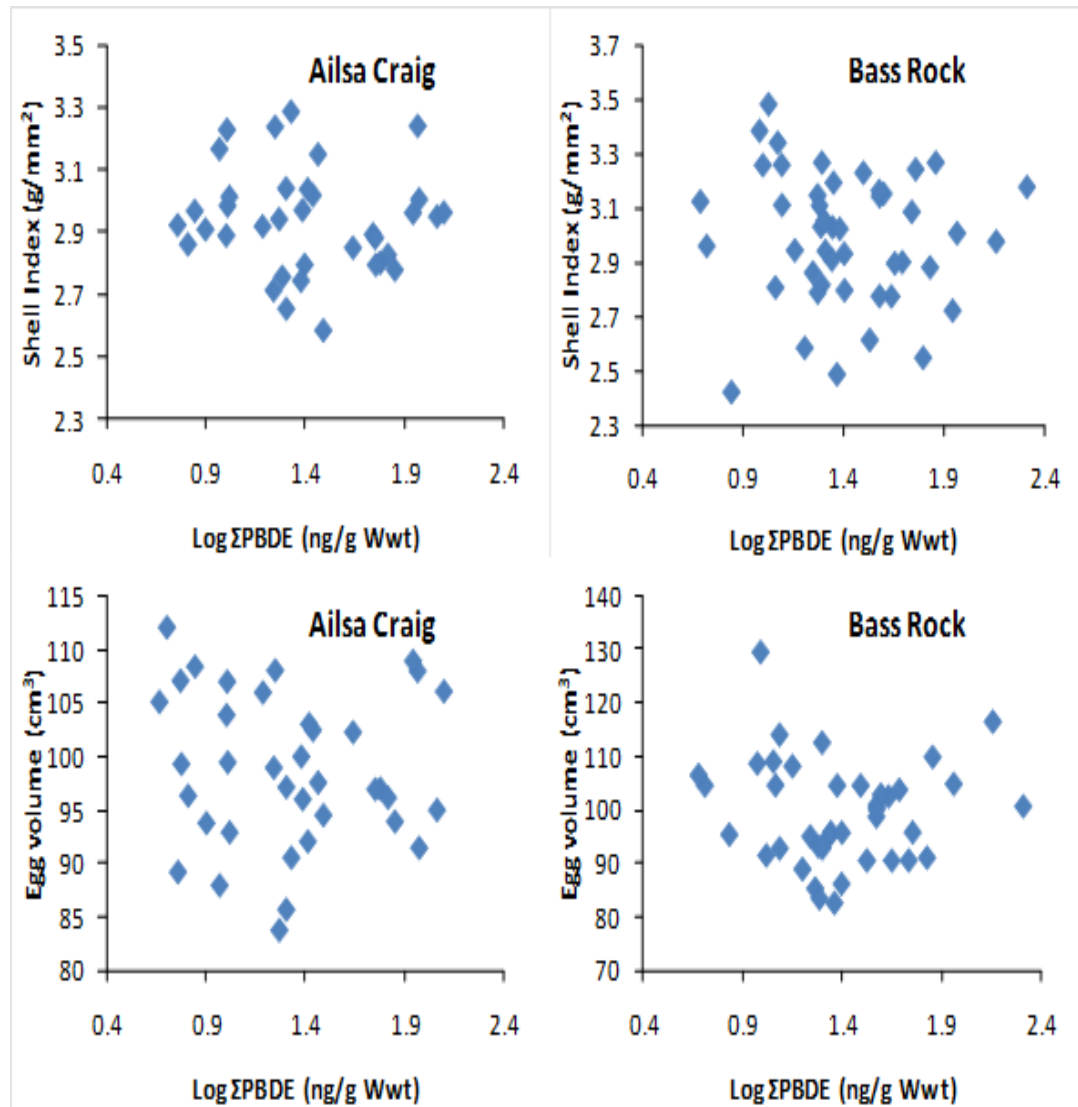 Ailsa Craig
Shell Index (g/mm²)
3.5
3.3
3.1
2.9
2.7
2.5
2.3
0.4 0.9 1.4 1.9 2.4
Log ΣPBDE (ng/g Wwt)
Bass Rock
Shell Index (g/mm²)
3.7
3.5
3.3
3.1
2.9
2.7
2.5
2.3
0.4 0.9 1.4 1.9 2.4
Log ΣPBDE (ng/g Wwt)
Ailsa Craig
Egg volume (cm³)
115
110
105
100
95
90
85
80
0.4 0.9 1.4 1.9 2.4
Log ΣPBDE (ng/g Wwt)
Bass Rock
Egg volume (cm³)
140
130
120
110
100
90
80
70
0.4 0.9 1.4 1.9 2.4
Log ΣPBDE (ng/g Wwt)